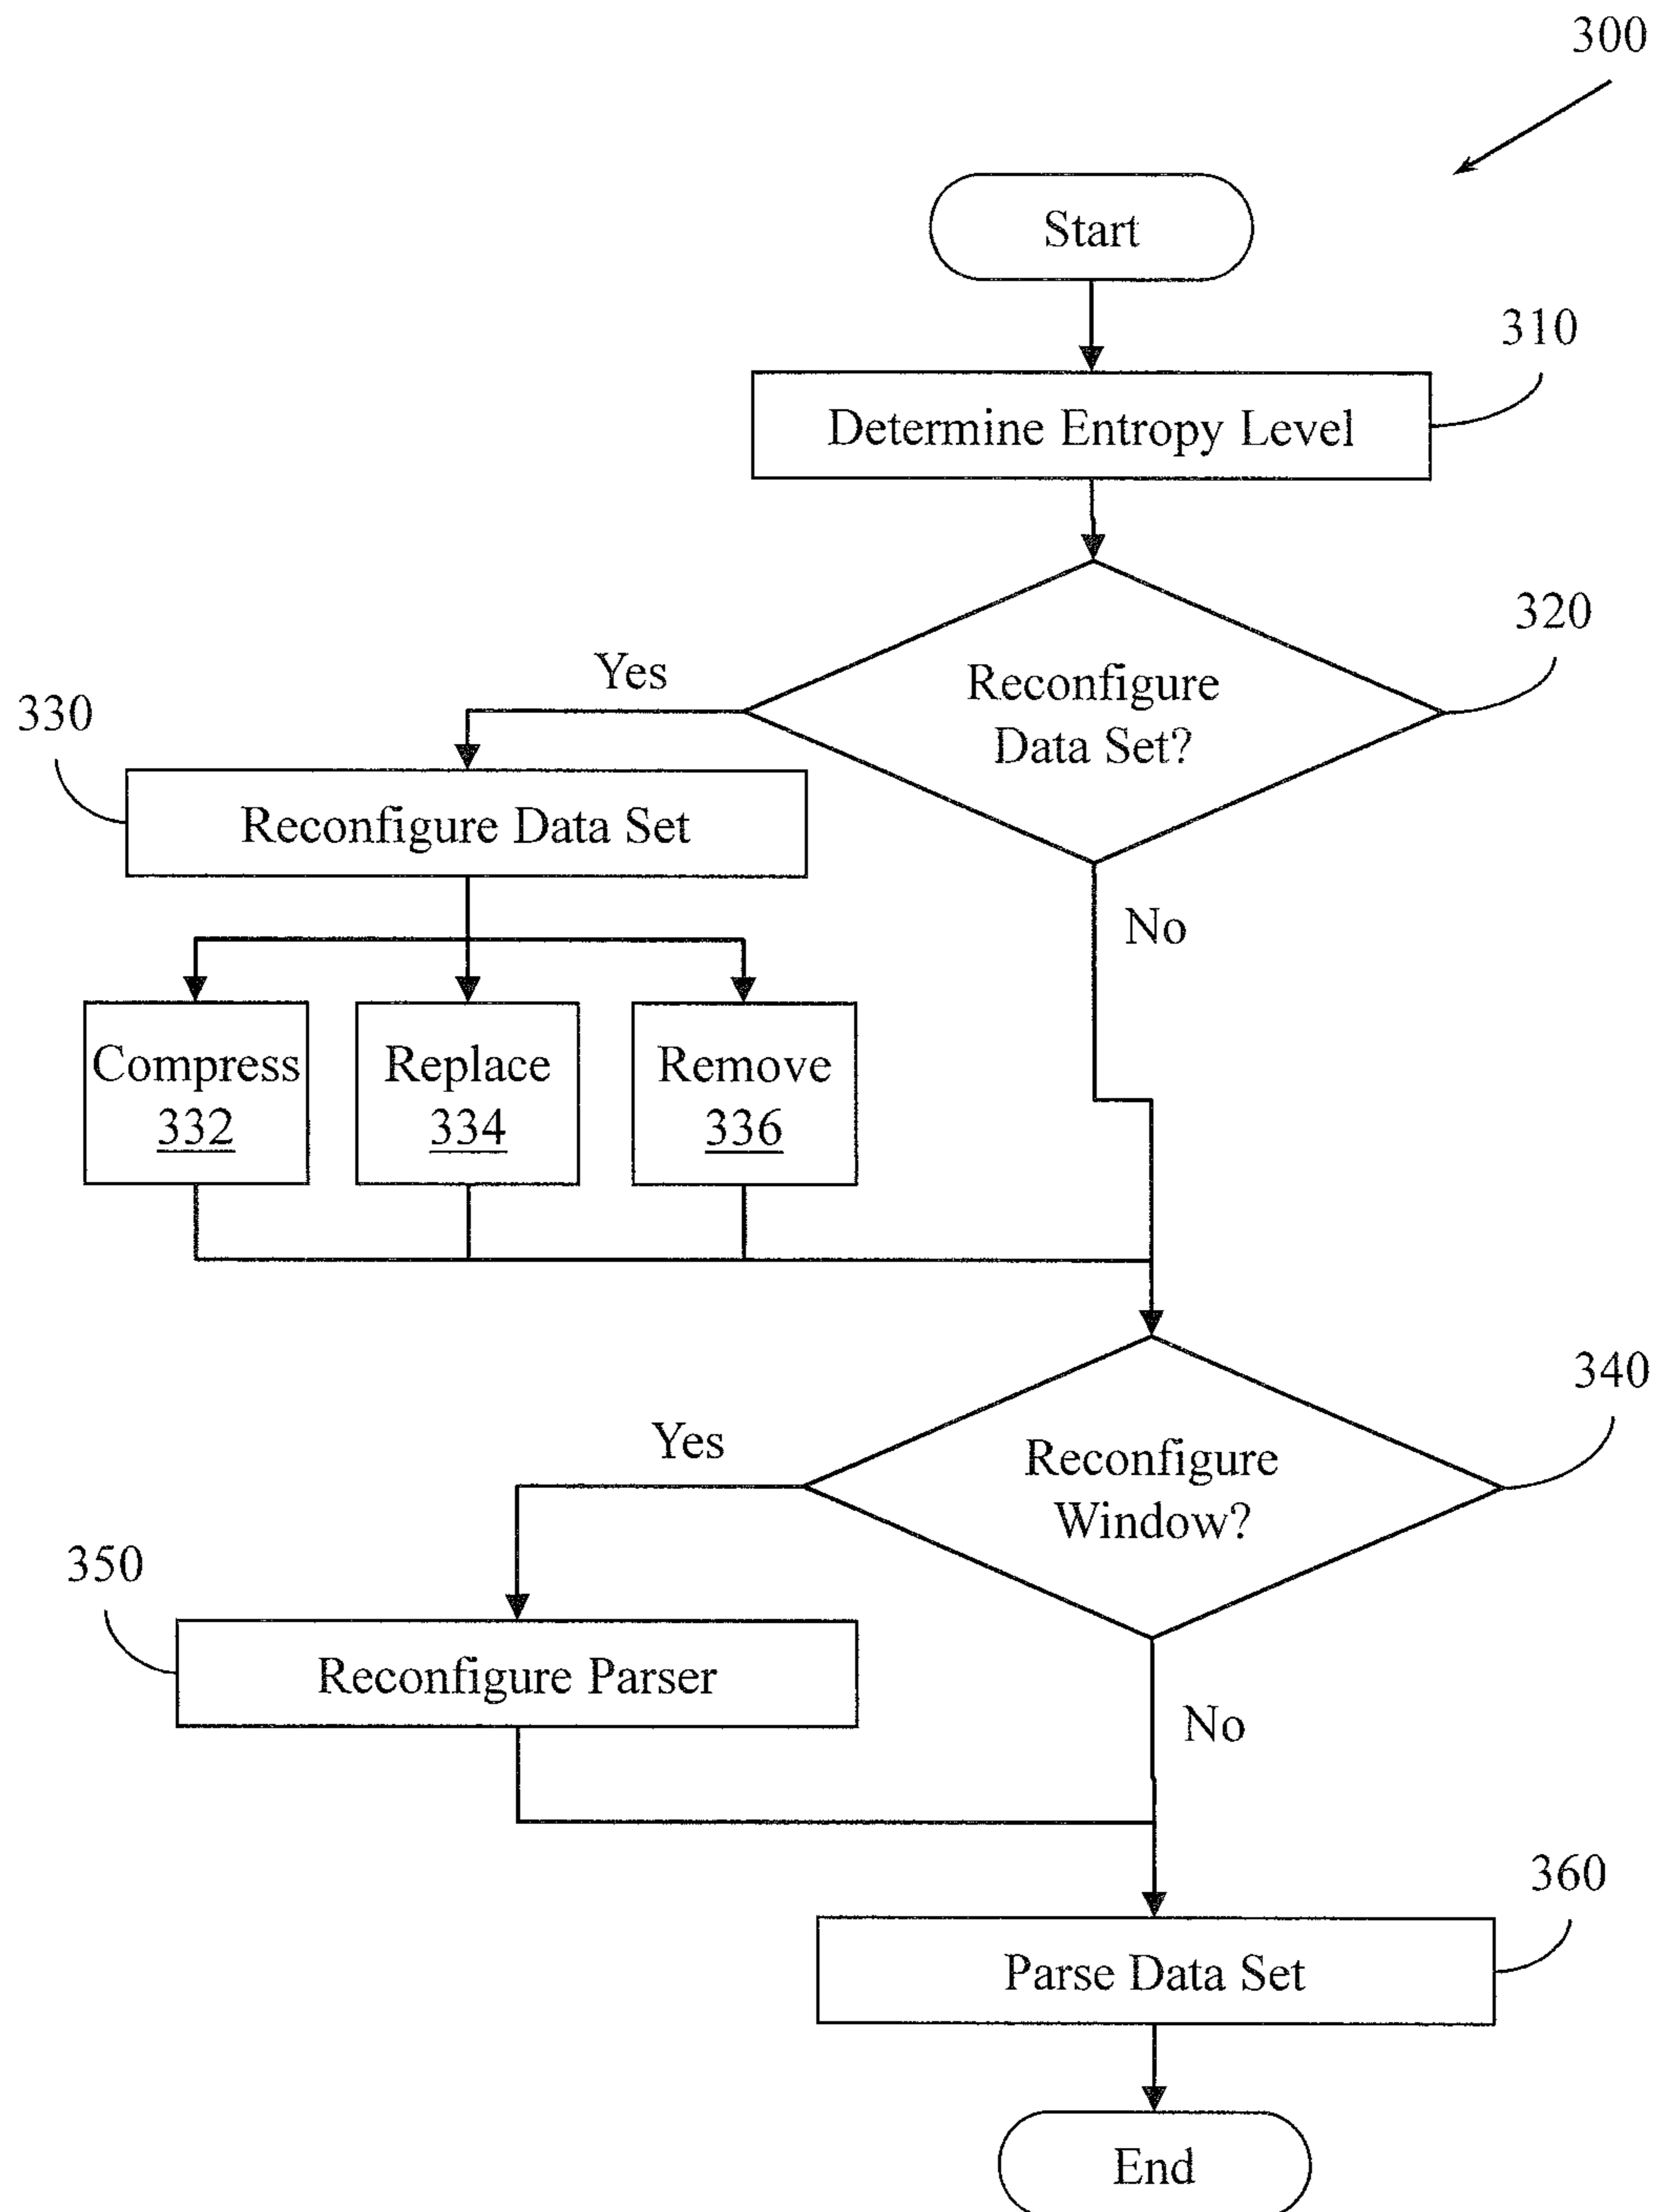 300
Start
310
Determine Entropy Level
320
Reconfigure
Data Set?
Yes
330
Reconfigure Data Set
No
Compress
332
Replace
334
Remove
336
340
Reconfigure
Window?
Yes
350
Reconfigure Parser
No
360
Parse Data Set
End